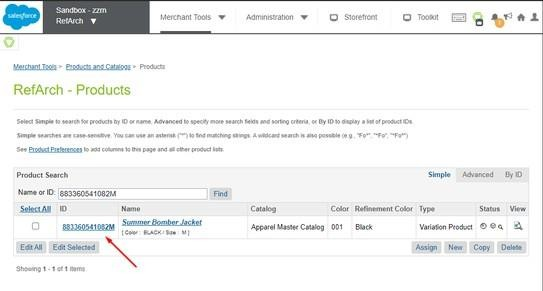 salesforce
Sandbox - zzrn
RefArch ▼
Merchant Tools ▼
Administration ▼
Storefront
Toolkit
1
Merchant Tools > Products and Catalogs > Products
RefArch - Products
Select Simple to search for products by ID or name, Advanced to specify more search fields and sorting criteria, or By ID to display a list of product IDs.
Simple searches are case-sensitive. You can use an asterisk ("*") to find matching strings. A wildcard search is also possible (e.g., "Fo*", "*Fo", "*Fo*")
See Product Preferences to add columns to this page and all other product lists.
Product Search
Simple
Advanced
By ID
Name or ID: 883360541082M Find
Select All ID Name Catalog Color Refinement Color Type Status View
883360541082M Summer Bomber Jacket Apparel Master Catalog 001 Black Variation Product
[ Color : BLACK / Size : M ]
Edit All Edit Selected Assign New Copy Delete
Showing 1 - 1 of 1 items